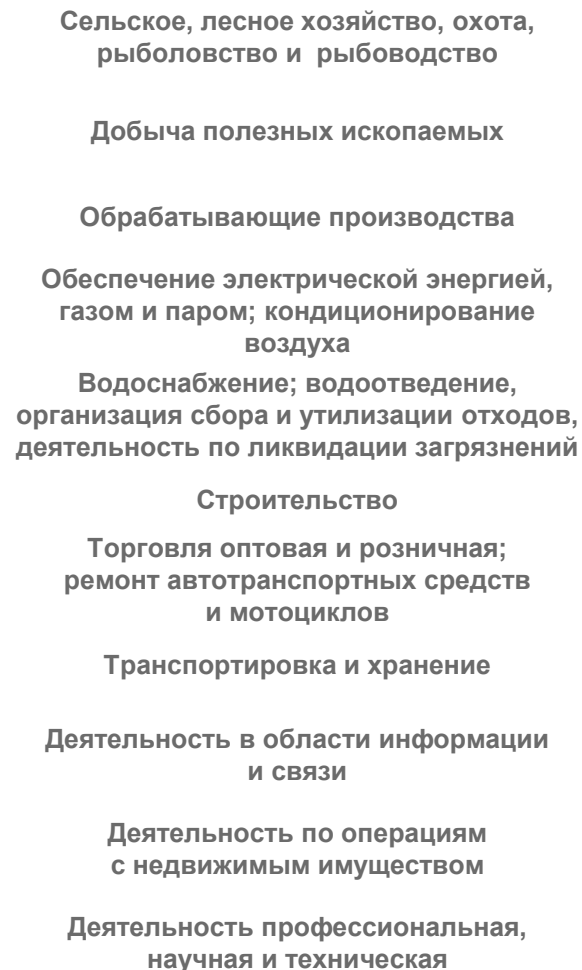 Сельское, лесное хозяйство, охота,
рыболовство и  рыбоводство
Добыча полезных ископаемых
Обрабатывающие производства
Обеспечение электрической энергией,
газом и паром; кондиционирование
воздуха
Водоснабжение; водоотведение,
организация сбора и утилизации отходов,
деятельность по ликвидации загрязнений
Строительство
Торговля оптовая и розничная;
ремонт автотранспортных средств
и мотоциклов
Транспортировка и хранение
Деятельность в области информации
и связи
Деятельность по операциям
с недвижимым имуществом
Деятельность профессиональная,
научная и техническая